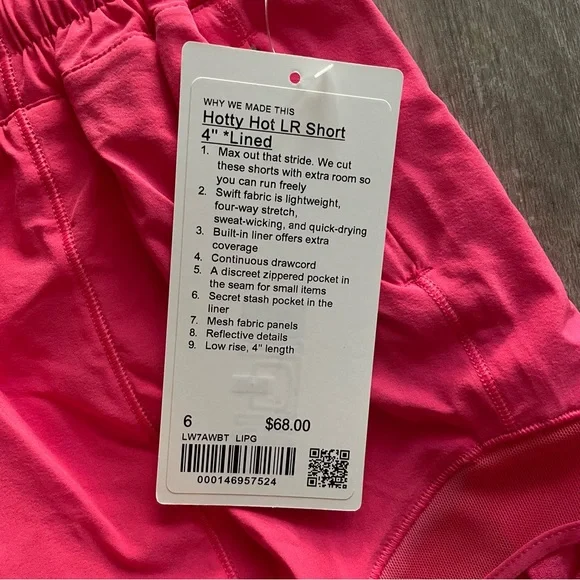 WHY WE MADE THIS
Hotty Hot LR Short
4" *Lined
1. Max out that stride. We cut
these shorts with extra room so
you can run freely
2. Swift fabric is lightweight,
four-way stretch,
sweat-wicking, and quick-drying
3. Built-in liner offers extra
coverage
4. Continuous drawcord
5. A discreet zippered pocket in
the seam for small items
6. Secret stash pocket in the
liner
7. Mesh fabric panels
8. Reflective details
9. Low rise, 4" length
6 $68.00
LW7AWBT LIPG
000146957524